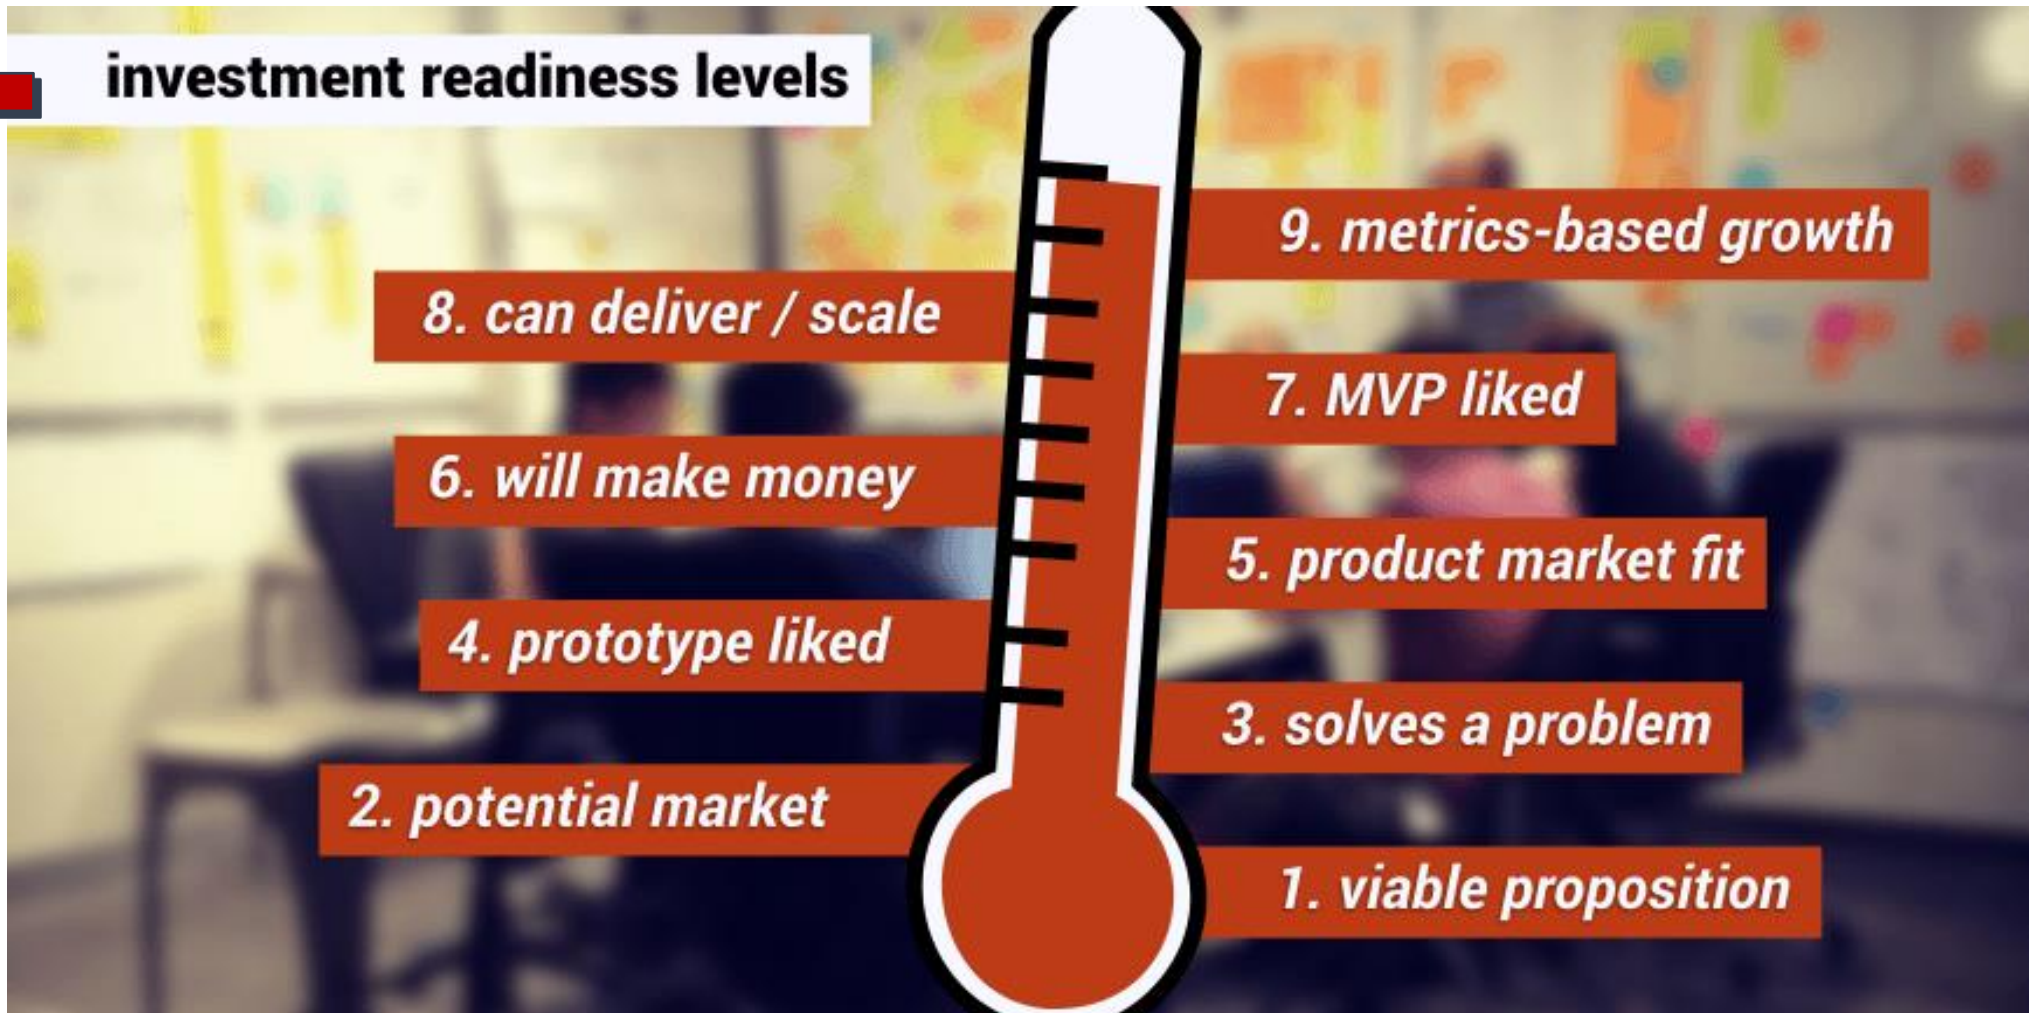 investment readiness levels
9. metrics-based growth
8. can deliver / scale
7. MVP liked
6. will make money
5. product market fit
4. prototype liked
3. solves a problem
2. potential market
1. viable proposition